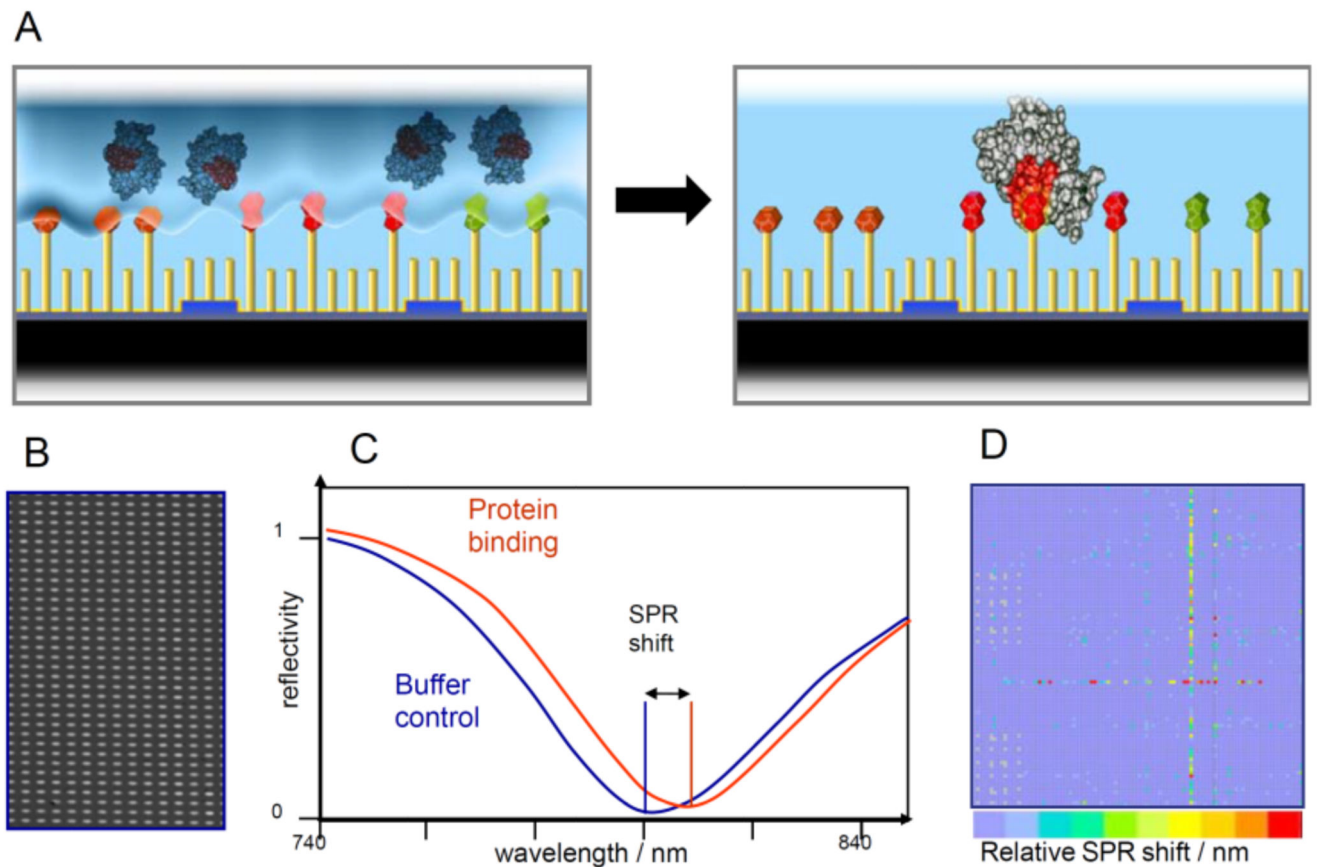 A
B
C
D
1
reflectivity
0
Protein
binding
SPR
shift
Buffer
control
740
840
wavelength / nm
Relative SPR shift / nm